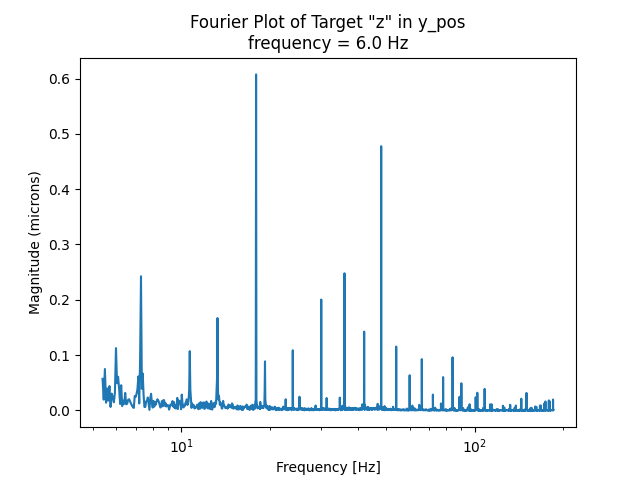 Fourier Plot of Target "z" in y_pos
frequency = 6.0 Hz
0.6
0.5
0.4
0.3
0.2
0.1
0.0
Magnitude (microns)
10¹
10²
Frequency [Hz]